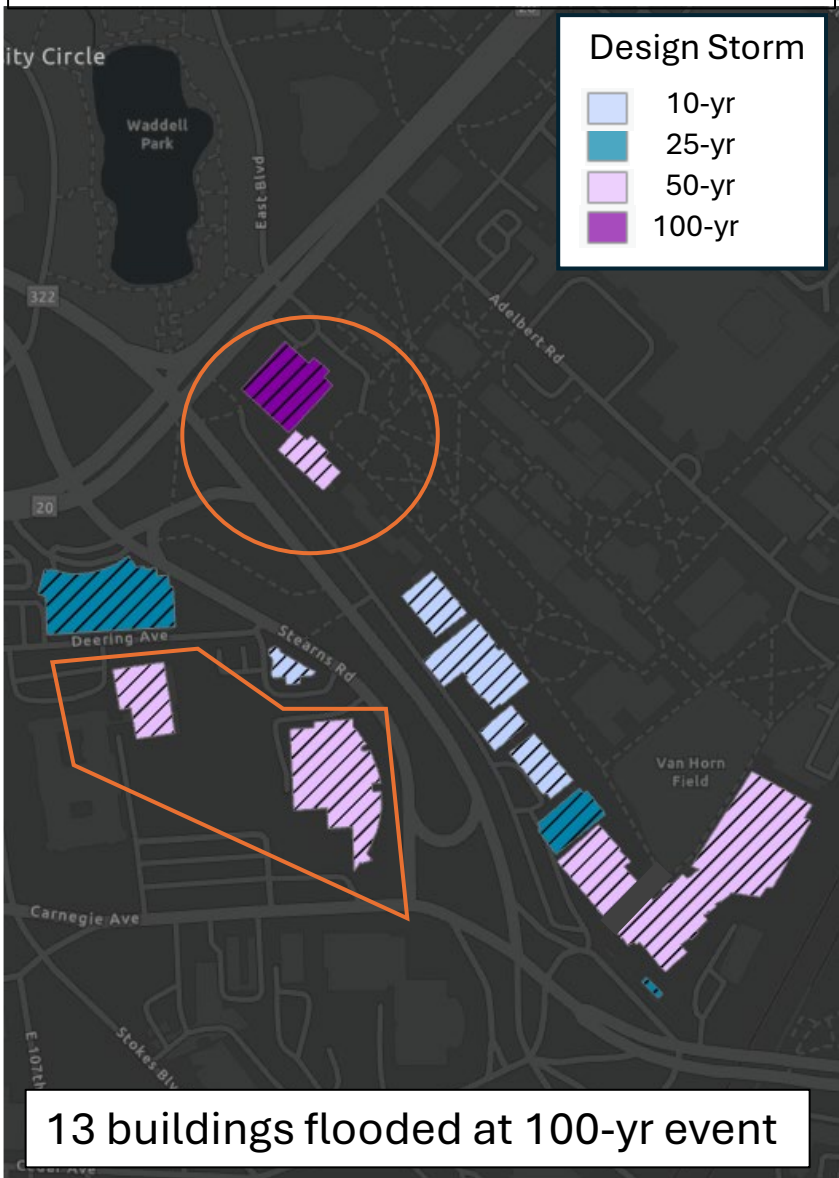 ity Circle
Waddell
Park
East Blvd
Design Storm
10-yr
25-yr
50-yr
100-yr
322
Adelbert Rd
20
Deering Ave
Stearns Rd
Van Horn
Field
Carnegie Ave
E 107th
Stokes Blv
13 buildings flooded at 100-yr event